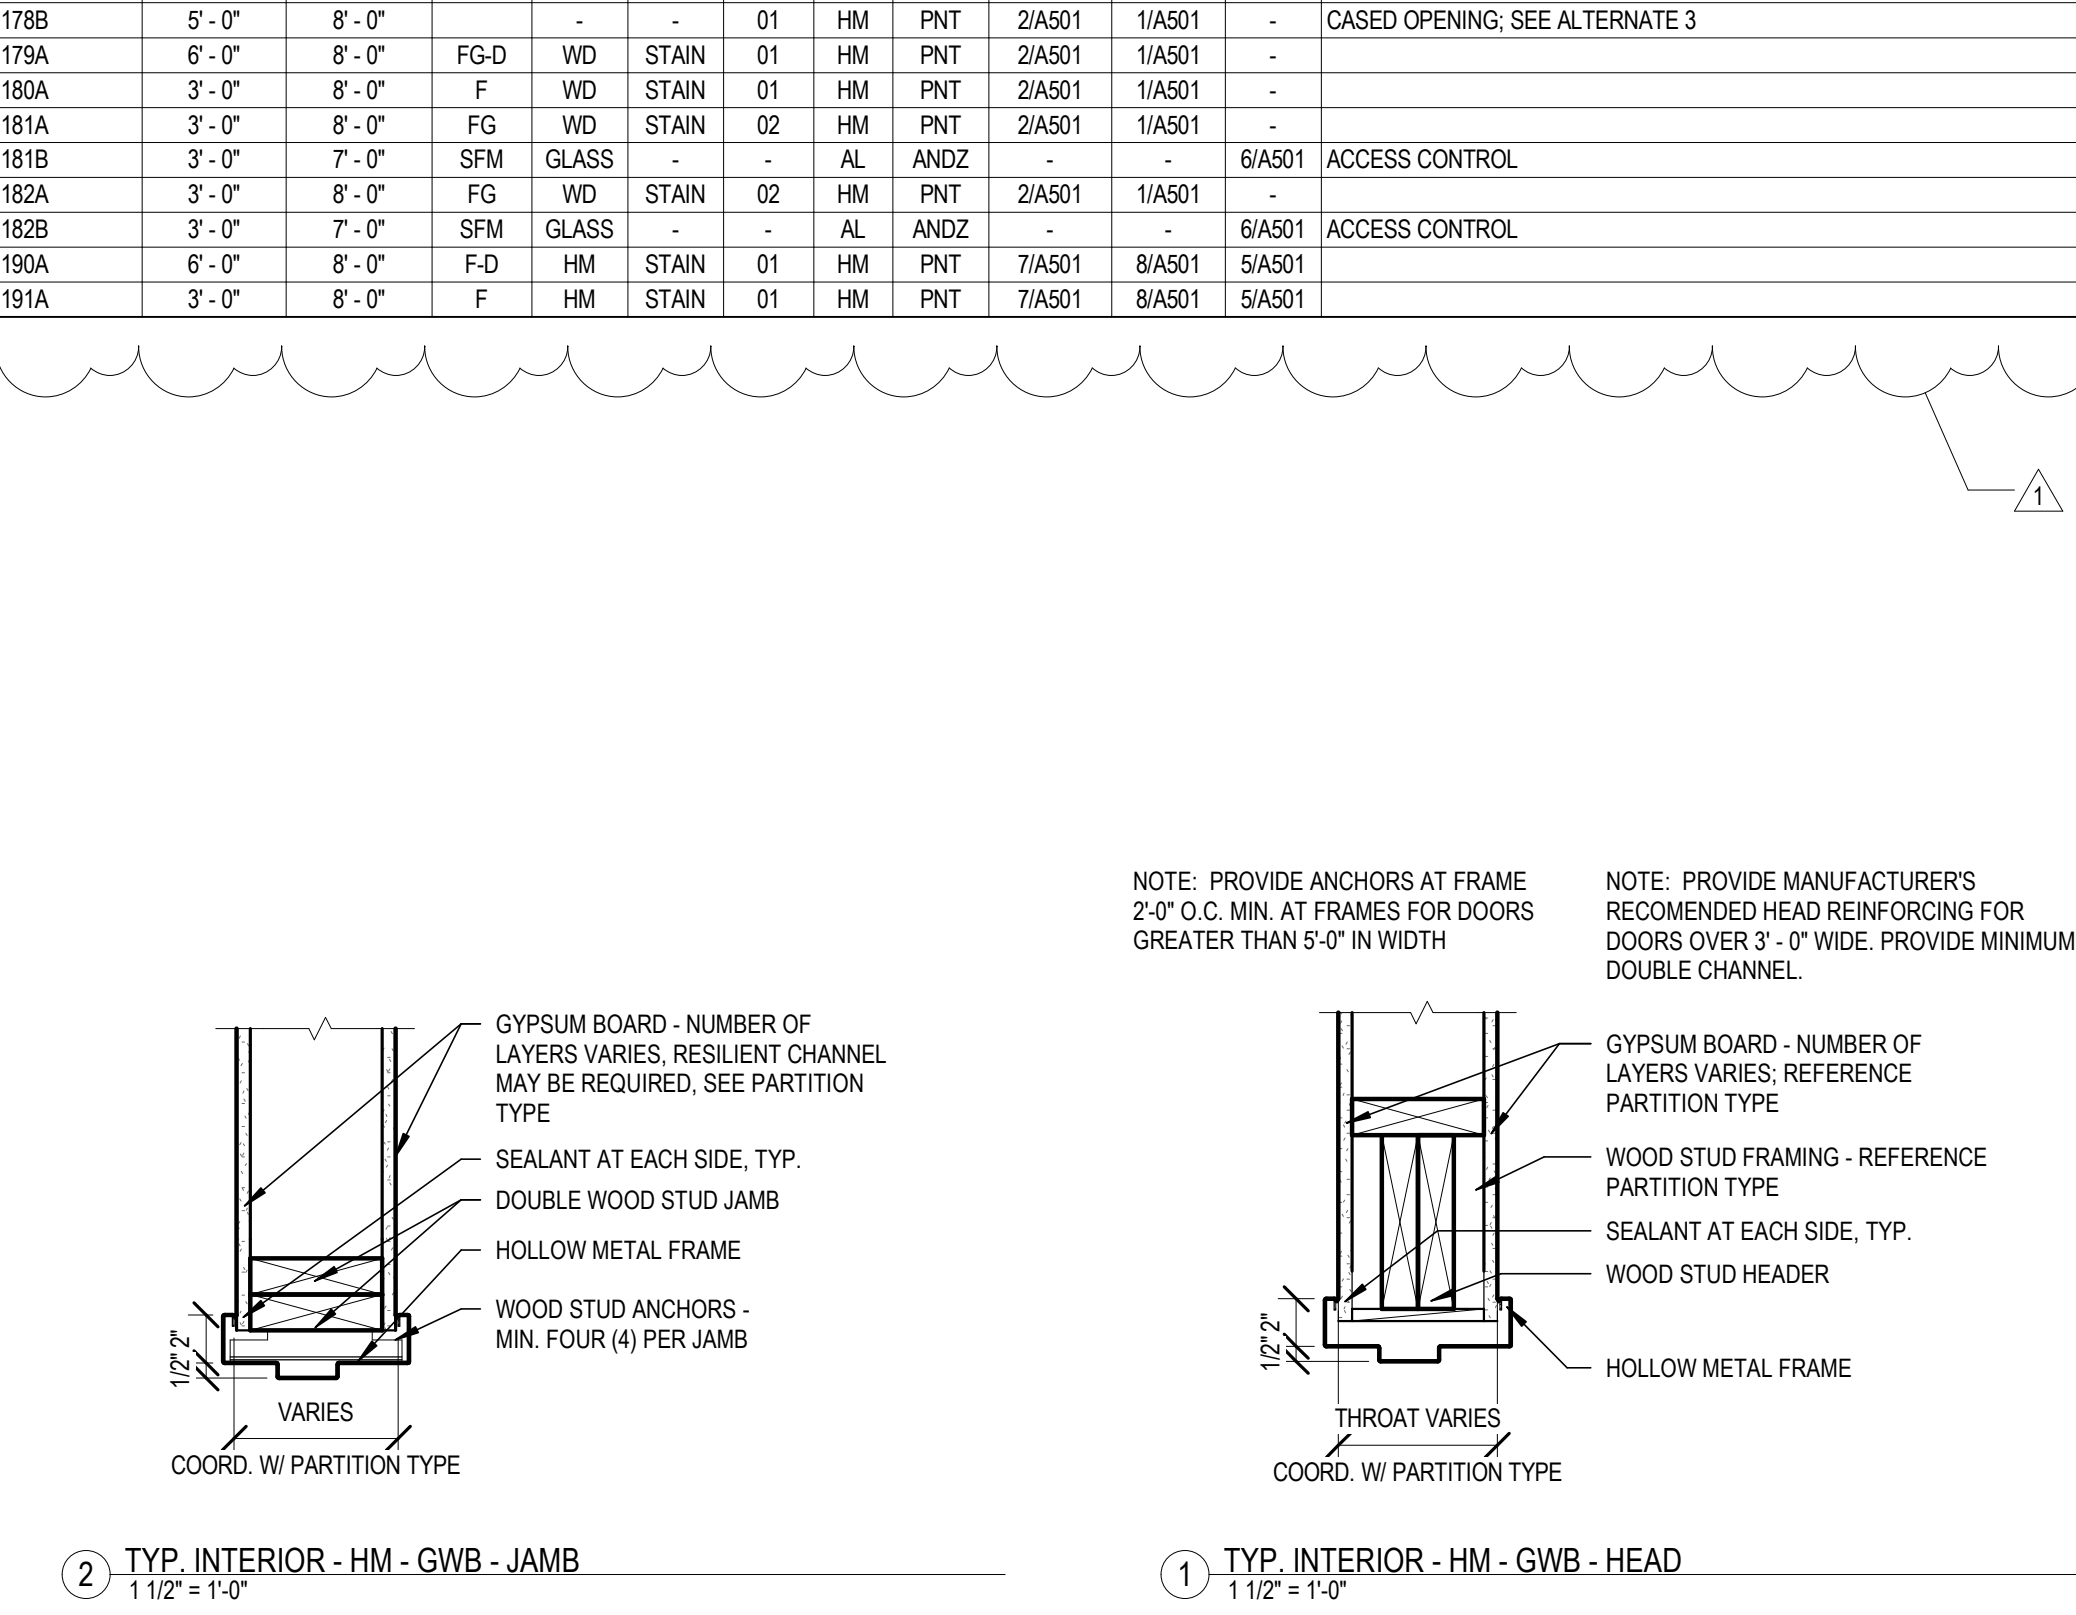 178B 5' - 0" 8' - 0" - - 01 HM PNT 2/A501 1/A501 - CASED OPENING; SEE ALTERNATE 3
179A 6' - 0" 8' - 0" FG-D WD STAIN 01 HM PNT 2/A501 1/A501 -
180A 3' - 0" 8' - 0" F WD STAIN 01 HM PNT 2/A501 1/A501 -
181A 3' - 0" 8' - 0" FG WD STAIN 02 HM PNT 2/A501 1/A501 -
181B 3' - 0" 7' - 0" SFM GLASS - - AL ANDZ - - 6/A501 ACCESS CONTROL
182A 3' - 0" 8' - 0" FG WD STAIN 02 HM PNT 2/A501 1/A501 -
182B 3' - 0" 7' - 0" SFM GLASS - - AL ANDZ - - 6/A501 ACCESS CONTROL
190A 6' - 0" 8' - 0" F-D HM STAIN 01 HM PNT 7/A501 8/A501 5/A501
191A 3' - 0" 8' - 0" F HM STAIN 01 HM PNT 7/A501 8/A501 5/A501
1
GYPSUM BOARD - NUMBER OF
LAYERS VARIES, RESILIENT CHANNEL
MAY BE REQUIRED, SEE PARTITION
TYPE
SEALANT AT EACH SIDE, TYP.
DOUBLE WOOD STUD JAMB
HOLLOW METAL FRAME
WOOD STUD ANCHORS -
MIN. FOUR (4) PER JAMB
1/2" 2"
VARIES
COORD. W/ PARTITION TYPE
2 TYP. INTERIOR - HM - GWB - JAMB
1 1/2" = 1'-0"
NOTE: PROVIDE ANCHORS AT FRAME
2'-0" O.C. MIN. AT FRAMES FOR DOORS
GREATER THAN 5'-0" IN WIDTH
NOTE: PROVIDE MANUFACTURER'S
RECOMENDED HEAD REINFORCING FOR
DOORS OVER 3' - 0" WIDE. PROVIDE MINIMUM
DOUBLE CHANNEL.
GYPSUM BOARD - NUMBER OF
LAYERS VARIES; REFERENCE
PARTITION TYPE
WOOD STUD FRAMING - REFERENCE
PARTITION TYPE
SEALANT AT EACH SIDE, TYP.
WOOD STUD HEADER
HOLLOW METAL FRAME
1/2" 2"
THROAT VARIES
COORD. W/ PARTITION TYPE
1 TYP. INTERIOR - HM - GWB - HEAD
1 1/2" = 1'-0"